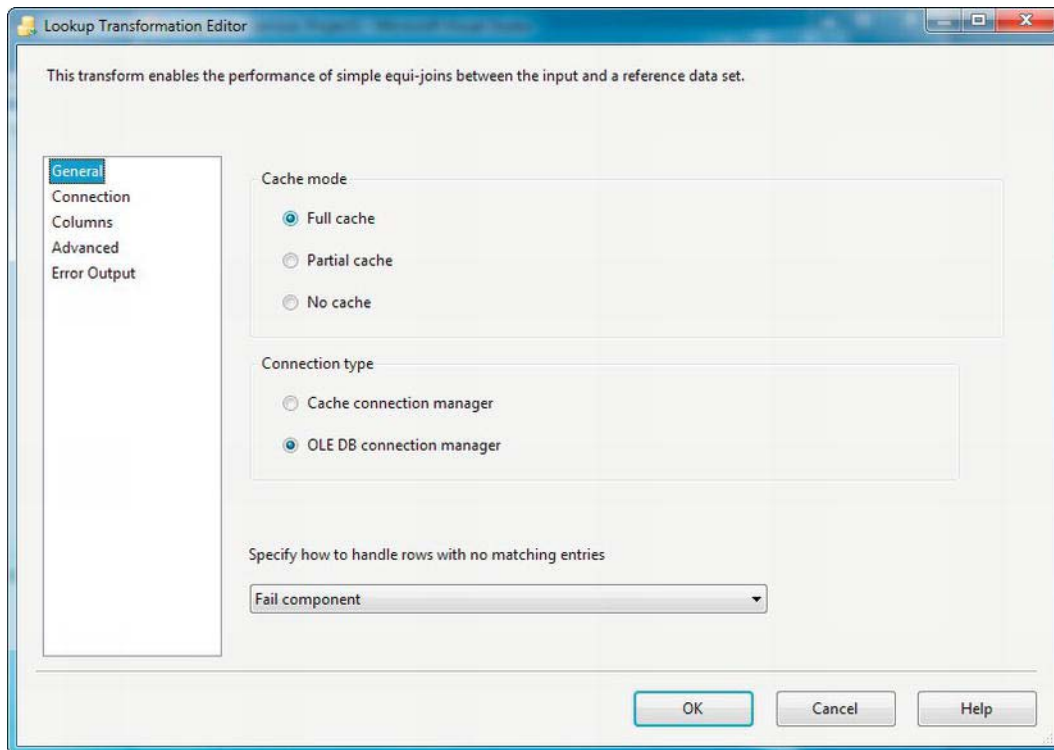 Lookup Transformation Editor
This transform enables the performance of simple equi-joins between the input and a reference data set.
General
Connection
Columns
Advanced
Error Output
Cache mode
Full cache
Partial cache
No cache
Connection type
Cache connection manager
OLE DB connection manager
Specify how to handle rows with no matching entries
Fail component
OK
Cancel
Help